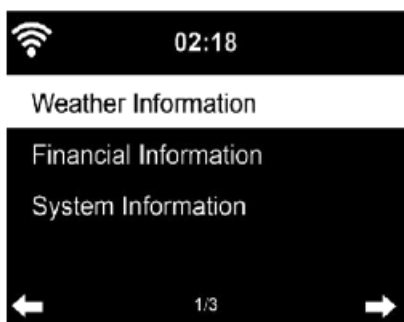 02:18
Weather Information
Financial Information
System Information
1/3